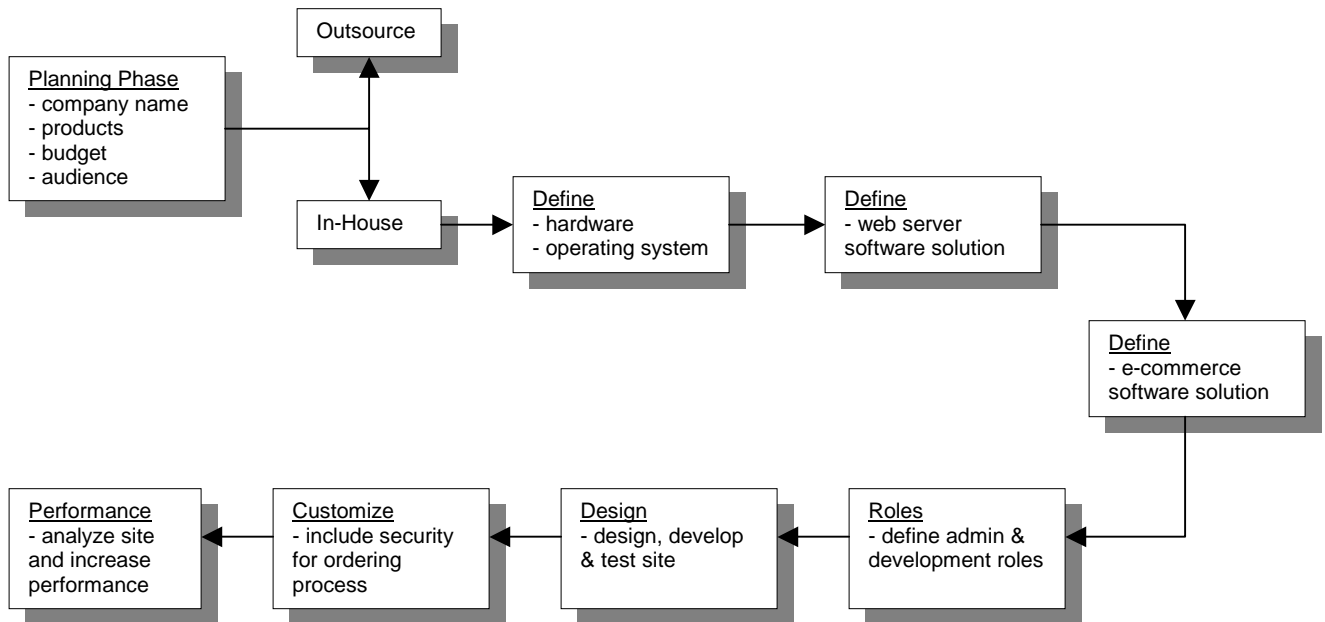 Outsource
Planning Phase
- company name
- products
- budget
- audience
In-House
Define
- hardware
- operating system
Define
- web server
software solution
Define
- e-commerce
software solution
Performance
- analyze site
and increase
performance
Customize
- include security
for ordering
process
Design
- design, develop
& test site
Roles
- define admin &
development roles